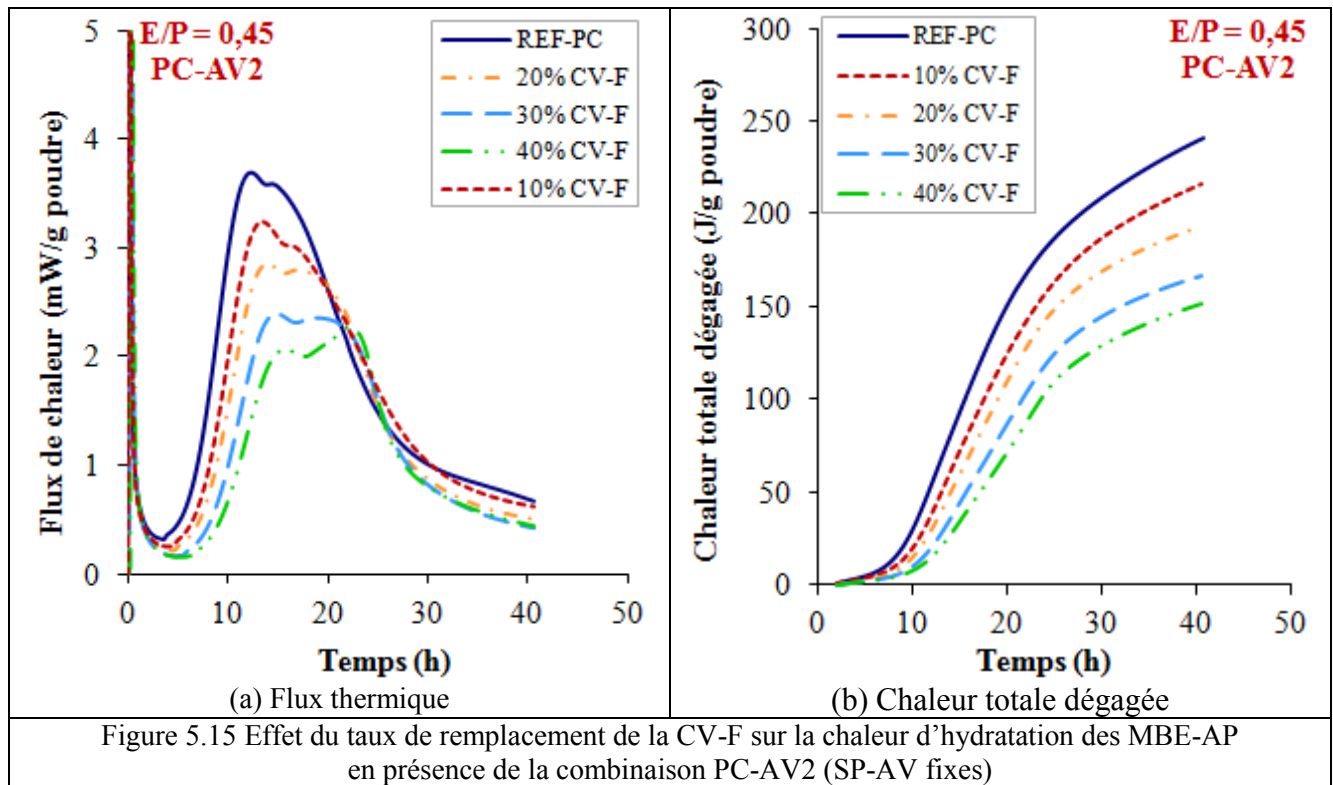 E/P = 0,45
PC-AV2
REF-PC
20% CV-F
30% CV-F
40% CV-F
10% CV-F
Flux de chaleur (mW/g poudre)
5
4
3
2
1
0
0
10
20
30
40
50
Temps (h)
(a) Flux thermique
E/P = 0,45
PC-AV2
REF-PC
10% CV-F
20% CV-F
30% CV-F
40% CV-F
Chaleur totale dégagée (J/g poudre)
300
250
200
150
100
50
0
0
10
20
30
40
50
Temps (h)
(b) Chaleur totale dégagée
Figure 5.15 Effet du taux de remplacement de la CV-F sur la chaleur d’hydratation des MBE-AP
en présence de la combinaison PC-AV2 (SP-AV fixes)